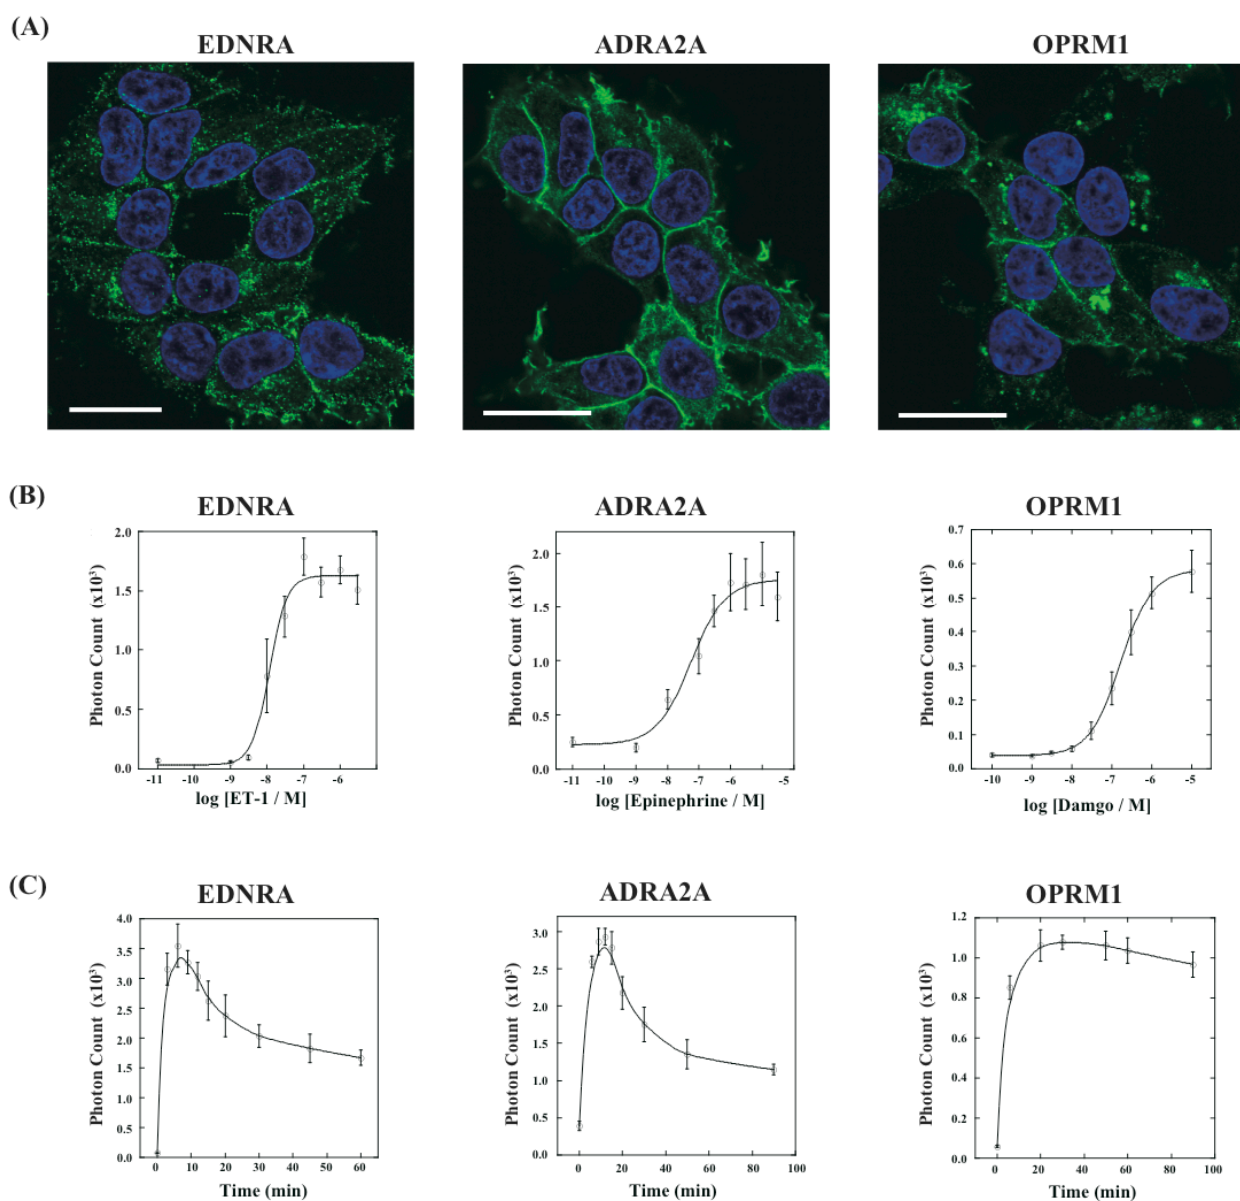 (A)
EDNRA ADRA2A OPRM1
(B)
EDNRA ADRA2A OPRM1
Photon Count (x10³)
2.0
1.5
1.0
0.5
0.0
-11 -10 -9 -8 -7 -6
log [ET-1 / M]
Photon Count (x10³)
2.0
1.5
1.0
0.5
0.0
-11 -10 -9 -8 -7 -6 -5
log [Epinephrine / M]
Photon Count (x10³)
0.7
0.6
0.5
0.4
0.3
0.2
0.1
0.0
-10 -9 -8 -7 -6 -5
log [Damgo / M]
(C)
EDNRA ADRA2A OPRM1
Photon Count (x10³)
4.0
3.5
3.0
2.5
2.0
1.5
1.0
0.5
0.0
0 10 20 30 40 50 60
Time (min)
Photon Count (x10³)
3.0
2.5
2.0
1.5
1.0
0.5
0.0
0 20 40 60 80 100
Time (min)
Photon Count (x10³)
1.2
1.0
0.8
0.6
0.4
0.2
0.0
0 20 40 60 80 100
Time (min)